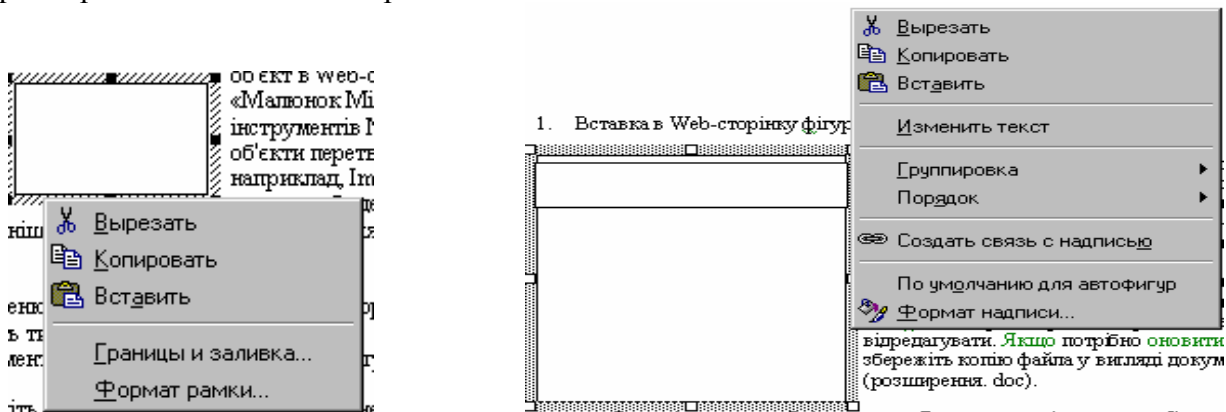 об'єкт в Web-с
«Малюнок Mi
інструментів
об'єкти перетв
наприклад, Im
Вырезать
Копировать
Вставить
Границы и заливка...
Формат рамки...
1. Вставка в Web-сторінку фігур
Вырезать
Копировать
Вставить
Изменить текст
Группировка
Порядок
Создать связь с надписью
По умолчанию для автофигур
Формат надписи...
відредагувати. Якщо потрібно оновити
збережіть копію файла у вигляді докум
(розширення. doc).